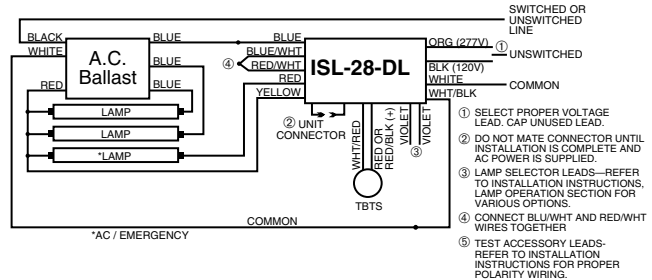 SWITCHED OR
UNSWITCHED
LINE
BLACK
BLUE
BLUE
ORG (277V)
①
UNSWITCHED
WHITE
A.C.
Ballast
BLUE
BLUE/WHT
④
RED/WHT
ISL-28-DL
BLK (120V)
RED
BLUE
RED
WHITE
COMMON
YELLOW
WHT/BLK
LAMP
LAMP
*LAMP
② UNIT
CONNECTOR
WHT/RED
RED OR
RED/BLK (+)
VIOLET
VIOLET
③
TBTS
COMMON
*AC / EMERGENCY
① SELECT PROPER VOLTAGE
LEAD. CAP UNUSED LEAD.
② DO NOT MATE CONNECTOR UNTIL
INSTALLATION IS COMPLETE AND
AC POWER IS SUPPLIED.
③ LAMP SELECTOR LEADS—REFER
TO INSTALLATION INSTRUCTIONS,
LAMP OPERATION SECTION FOR
VARIOUS OPTIONS.
④ CONNECT BLU/WHT AND RED/WHT
WIRES TOGETHER
⑤ TEST ACCESSORY LEADS-
REFER TO INSTALLATION
INSTRUCTIONS FOR PROPER
POLARITY WIRING.